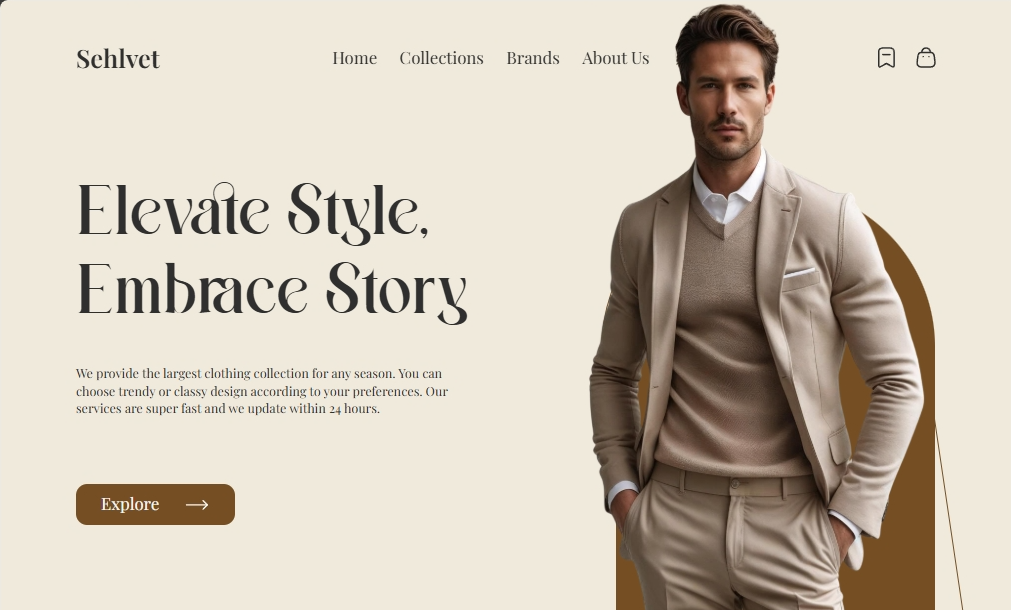 Sehlvet
Home Collections Brands About Us
Elevate Style,
Embrace Story
We provide the largest clothing collection for any season. You can
choose trendy or classy design according to your preferences. Our
services are super fast and we update within 24 hours.
Explore